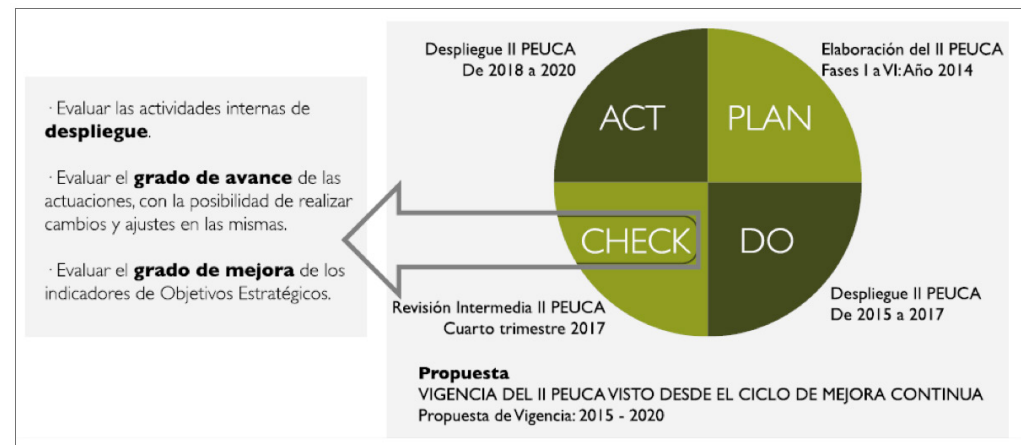 · Evaluar las actividades internas de
despliegue.
· Evaluar el grado de avance de las
actuaciones, con la posibilidad de realizar
cambios y ajustes en las mismas.
· Evaluar el grado de mejora de los
indicadores de Objetivos Estratégicos.
Despliegue II PEUCA
De 2018 a 2020
Elaboración del II PEUCA
Fases I a VI: Año 2014
ACT
PLAN
CHECK
DO
Revisión Intermedia II PEUCA
Cuarto trimestre 2017
Despliegue II PEUCA
De 2015 a 2017
Propuesta
VIGENCIA DEL II PEUCA VISTO DESDE EL CICLO DE MEJORA CONTINUA
Propuesta de Vigencia: 2015 - 2020